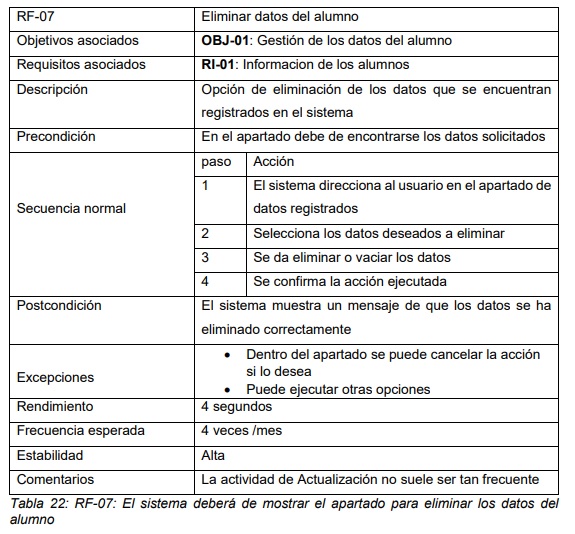 RF-07 Eliminar datos del alumno
Objetivos asociados OBJ-01: Gestión de los datos del alumno
Requisitos asociados RI-01: Informacion de los alumnos
Descripción Opción de eliminación de los datos que se encuentran
registrados en el sistema
Precondición En el apartado debe de encontrarse los datos solicitados
Secuencia normal
paso Acción
1 El sistema direcciona al usuario en el apartado de
datos registrados
2 Selecciona los datos deseados a eliminar
3 Se da eliminar o vaciar los datos
4 Se confirma la acción ejecutada
Postcondición El sistema muestra un mensaje de que los datos se ha
eliminado correctamente
Excepciones
• Dentro del apartado se puede cancelar la acción
si lo desea
• Puede ejecutar otras opciones
Rendimiento 4 segundos
Frecuencia esperada 4 veces /mes
Estabilidad Alta
Comentarios La actividad de Actualización no suele ser tan frecuente
Tabla 22: RF-07: El sistema deberá de mostrar el apartado para eliminar los datos del
alumno